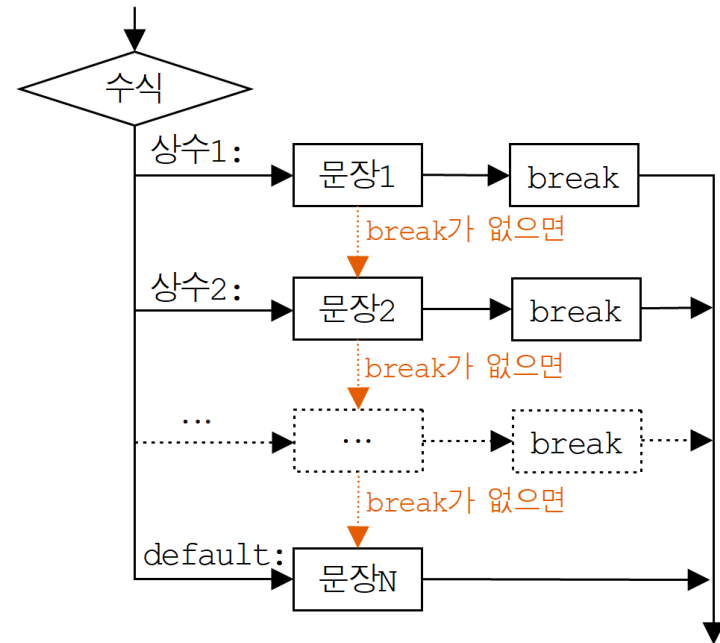 수식
상수1:
문장1
break
break가 없으면
상수2:
문장2
break
break가 없으면
...
...
break
break가 없으면
default:
문장N